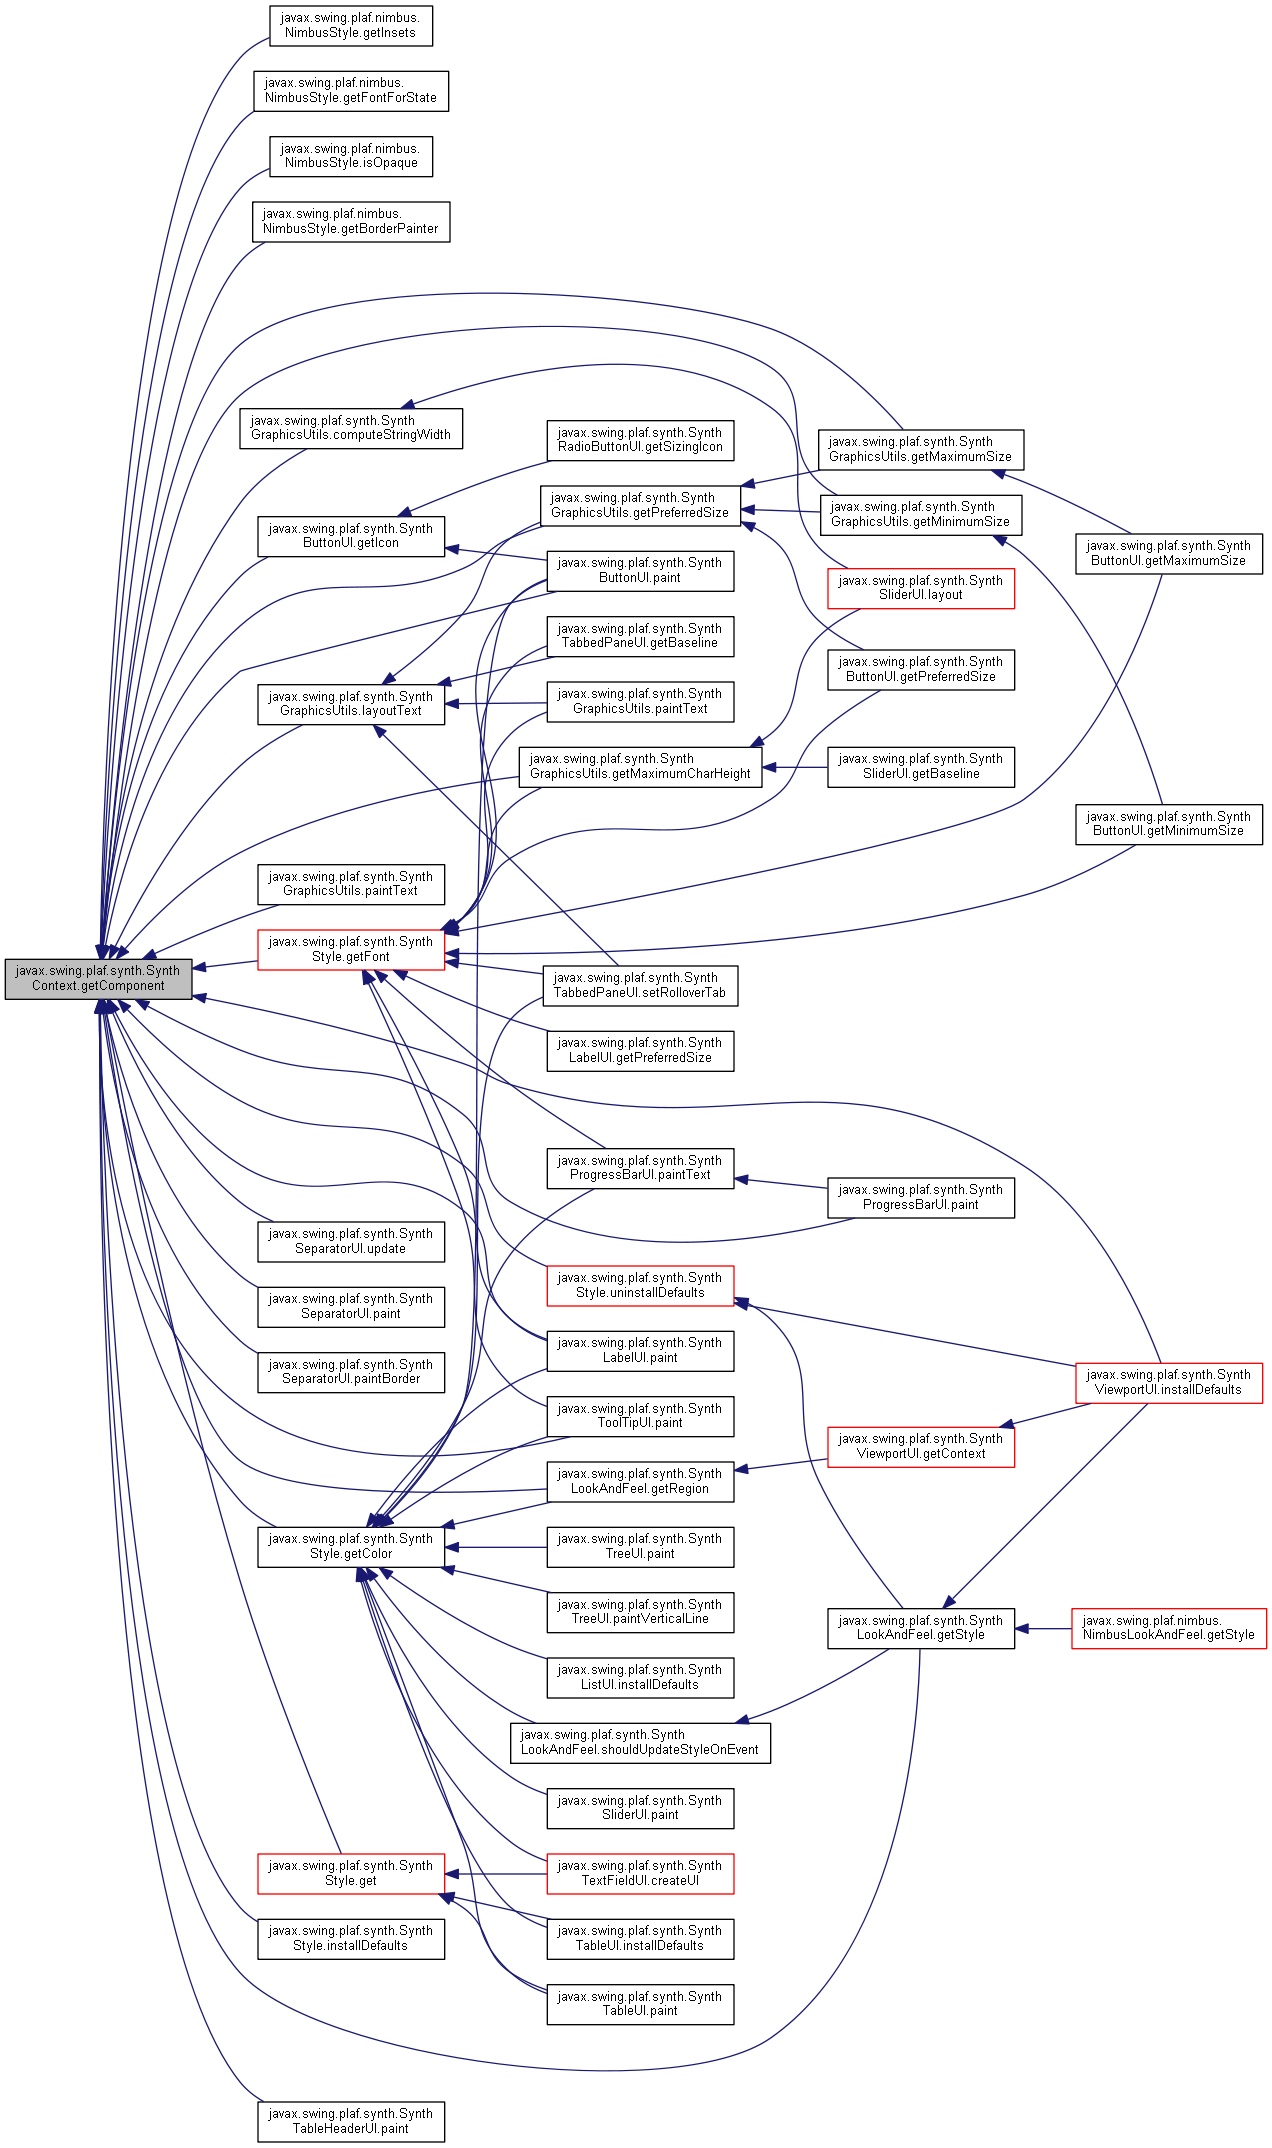 javax.swing.plaf.nimbus.
NimbusStyle.getInsets
javax.swing.plaf.nimbus.
NimbusStyle.getFontForState
javax.swing.plaf.nimbus.
NimbusStyle.isOpaque
javax.swing.plaf.nimbus.
NimbusStyle.getBorderPainter
javax.swing.plaf.synth.Synth
GraphicsUtils.computeStringWidth
javax.swing.plaf.synth.Synth
RadioButtonUI.getSizingIcon
javax.swing.plaf.synth.Synth
GraphicsUtils.getMaximumSize
javax.swing.plaf.synth.Synth
GraphicsUtils.getPreferredSize
javax.swing.plaf.synth.Synth
GraphicsUtils.getMinimumSize
javax.swing.plaf.synth.Synth
ButtonUI.getIcon
javax.swing.plaf.synth.Synth
ButtonUI.getMaximumSize
javax.swing.plaf.synth.Synth
ButtonUI.paint
javax.swing.plaf.synth.Synth
SliderUI.layout
javax.swing.plaf.synth.Synth
TabbedPaneUI.getBaseline
javax.swing.plaf.synth.Synth
ButtonUI.getPreferredSize
javax.swing.plaf.synth.Synth
GraphicsUtils.layoutText
javax.swing.plaf.synth.Synth
GraphicsUtils.paintText
javax.swing.plaf.synth.Synth
GraphicsUtils.getMaximumCharHeight
javax.swing.plaf.synth.Synth
SliderUI.getBaseline
javax.swing.plaf.synth.Synth
ButtonUI.getMinimumSize
javax.swing.plaf.synth.Synth
GraphicsUtils.paintText
javax.swing.plaf.synth.Synth
Style.getFont
javax.swing.plaf.synth.Synth
Context.getComponent
javax.swing.plaf.synth.Synth
TabbedPaneUI.setRolloverTab
javax.swing.plaf.synth.Synth
LabelUI.getPreferredSize
javax.swing.plaf.synth.Synth
ProgressBarUI.paintText
javax.swing.plaf.synth.Synth
ProgressBarUI.paint
javax.swing.plaf.synth.Synth
SeparatorUI.update
javax.swing.plaf.synth.Synth
Style.uninstallDefaults
javax.swing.plaf.synth.Synth
SeparatorUI.paint
javax.swing.plaf.synth.Synth
LabelUI.paint
javax.swing.plaf.synth.Synth
SeparatorUI.paintBorder
javax.swing.plaf.synth.Synth
ViewportUI.installDefaults
javax.swing.plaf.synth.Synth
ToolTipUI.paint
javax.swing.plaf.synth.Synth
ViewportUI.getContext
javax.swing.plaf.synth.Synth
LookAndFeel.getRegion
javax.swing.plaf.synth.Synth
Style.getColor
javax.swing.plaf.synth.Synth
TreeUI.paint
javax.swing.plaf.synth.Synth
TreeUI.paintVerticalLine
javax.swing.plaf.synth.Synth
LookAndFeel.getStyle
javax.swing.plaf.nimbus.
NimbusLookAndFeel.getStyle
javax.swing.plaf.synth.Synth
ListUI.installDefaults
javax.swing.plaf.synth.Synth
LookAndFeel.shouldUpdateStyleOnEvent
javax.swing.plaf.synth.Synth
SliderUI.paint
javax.swing.plaf.synth.Synth
Style.get
javax.swing.plaf.synth.Synth
TextFieldUI.createUI
javax.swing.plaf.synth.Synth
Style.installDefaults
javax.swing.plaf.synth.Synth
TableUI.installDefaults
javax.swing.plaf.synth.Synth
TableUI.paint
javax.swing.plaf.synth.Synth
TableHeaderUI.paint